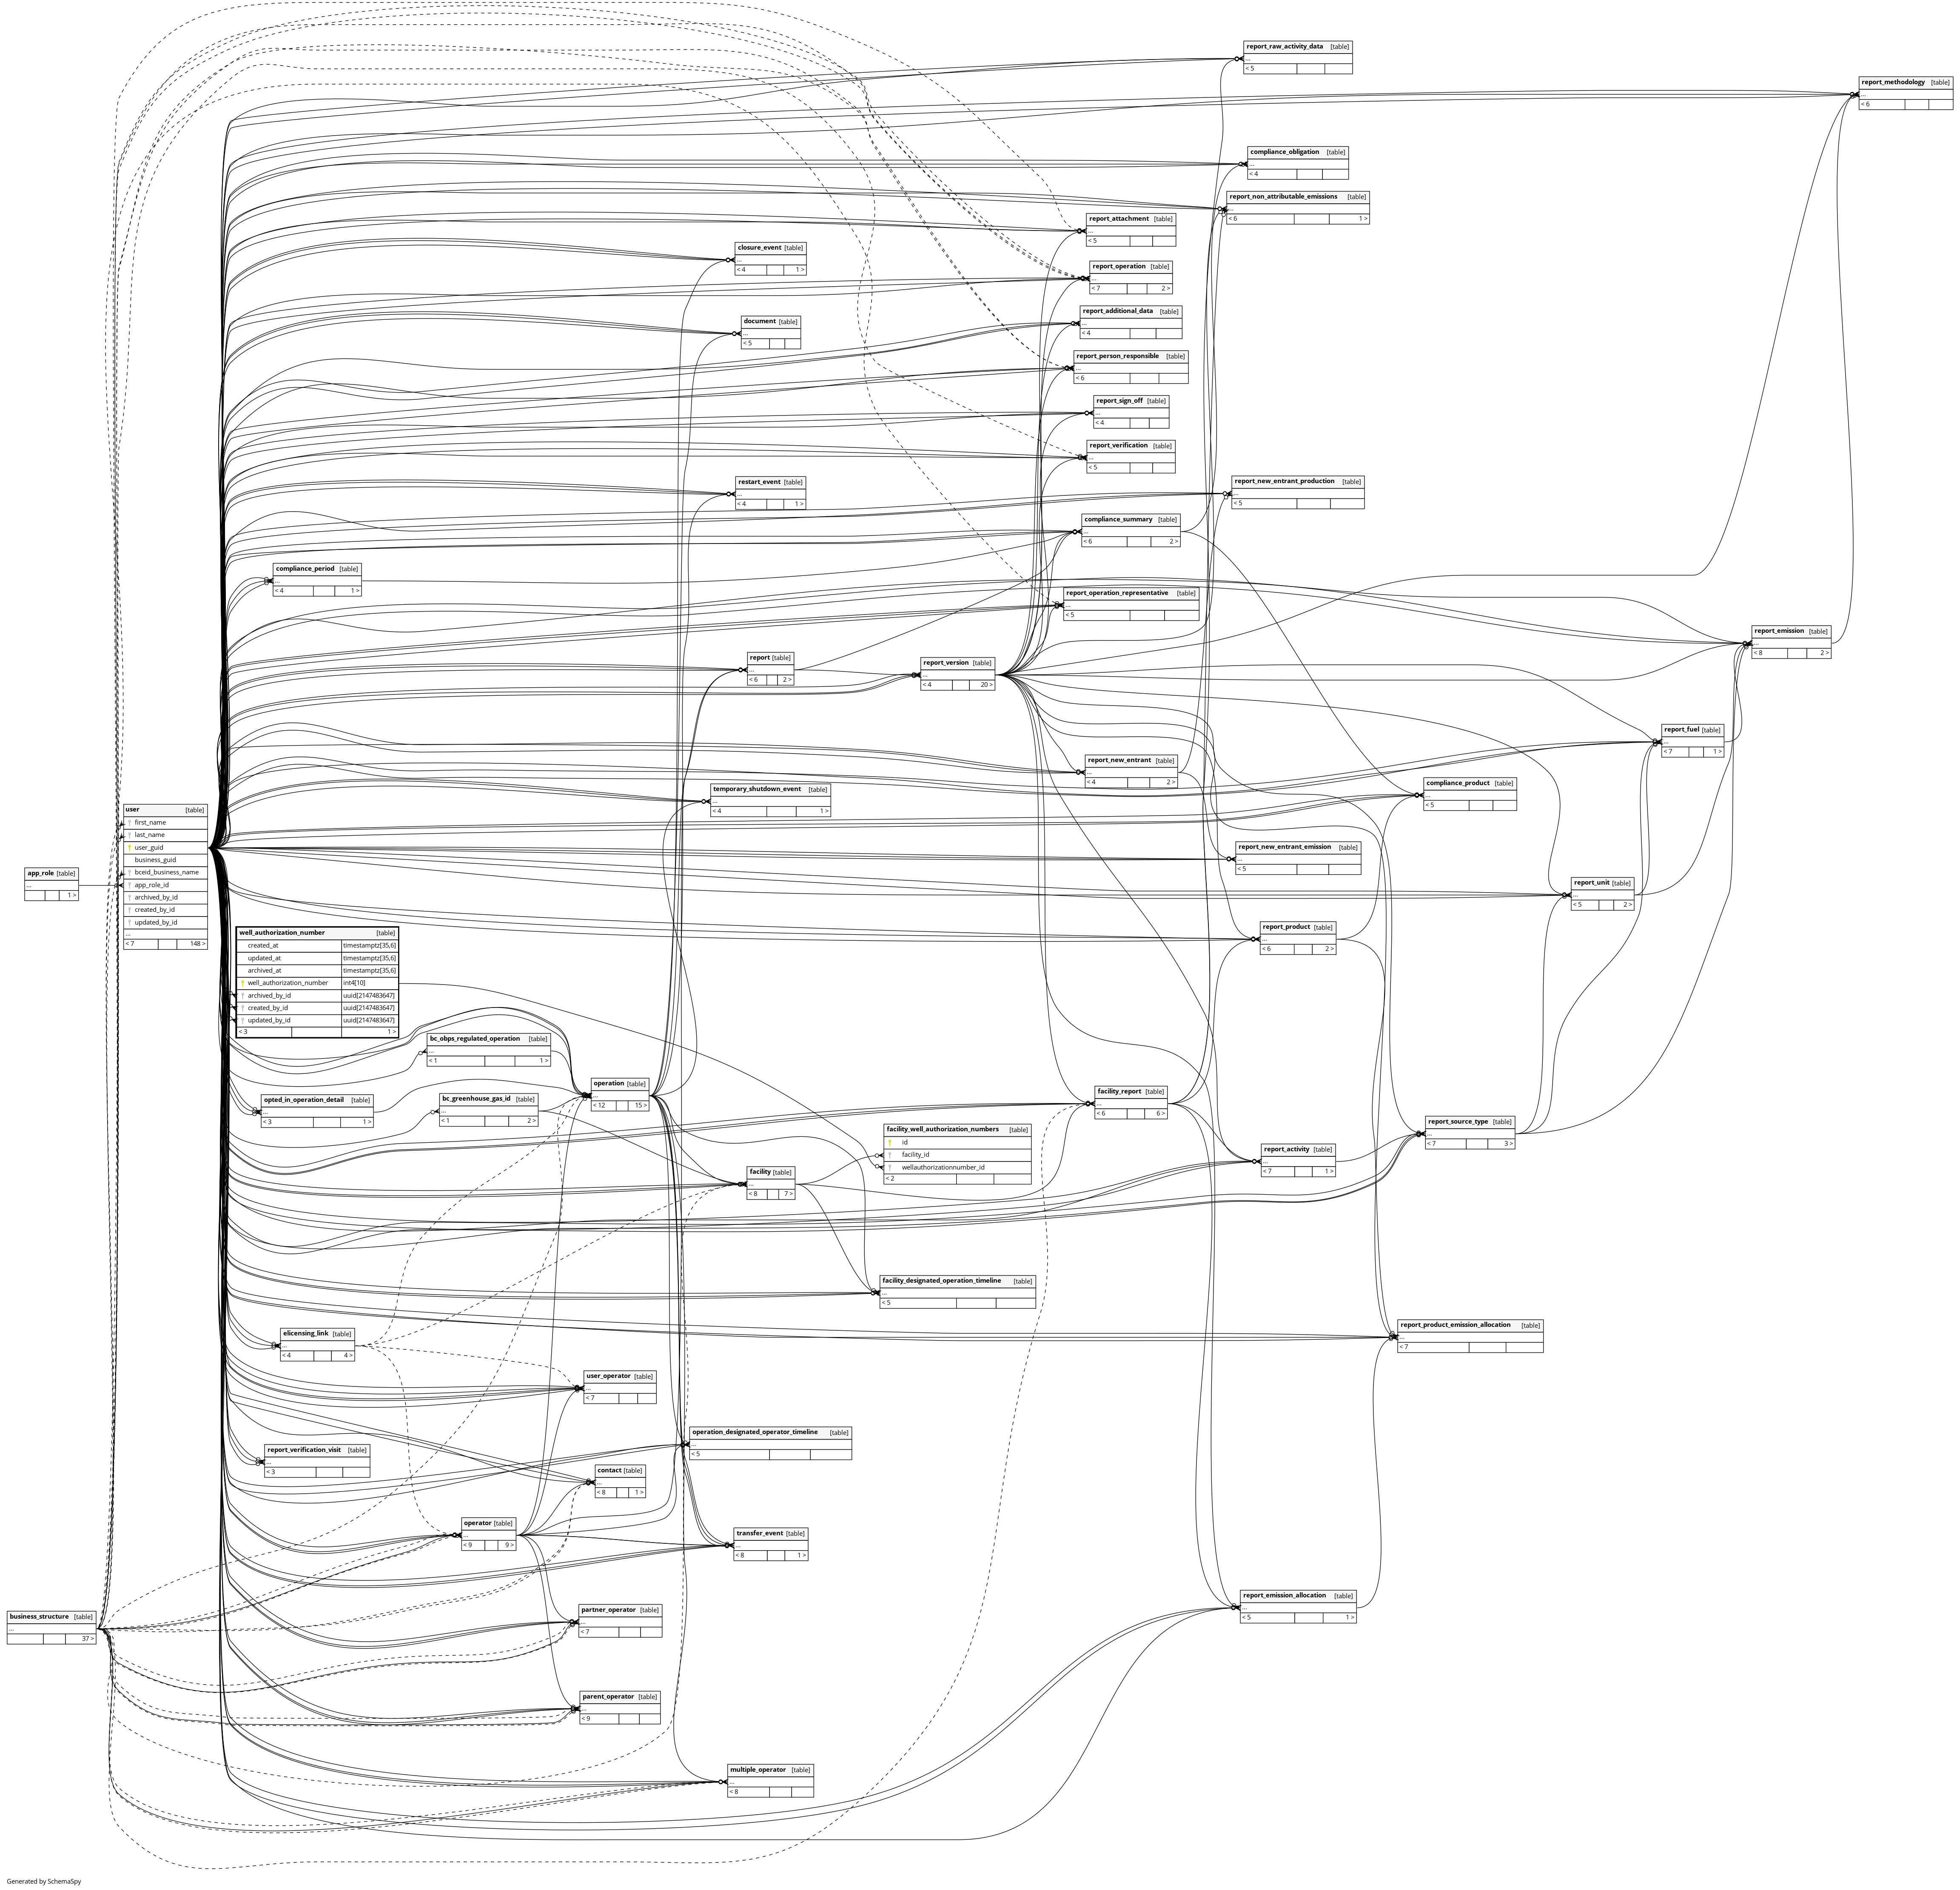 report_raw_activity_data [table]
...
< 5
report_methodology [table]
...
< 6
compliance_obligation [table]
...
< 4
report_non_attributable_emissions [table]
...
< 6 1 >
report_attachment [table]
...
< 5
closure_event [table]
...
< 4 1 >
report_operation [table]
...
< 7 2 >
report_additional_data [table]
...
< 4
document [table]
...
< 5
report_person_responsible [table]
...
< 6
report_sign_off [table]
...
< 4
report_verification [table]
...
< 5
restart_event [table]
...
< 4 1 >
report_new_entrant_production [table]
...
< 5
compliance_summary [table]
...
< 6 2 >
compliance_period [table]
...
< 4 1 >
report_operation_representative [table]
...
< 5
report_emission [table]
...
< 8 2 >
report [table]
...
< 6 2 >
report_version [table]
...
< 4 20 >
report_fuel [table]
...
< 7 1 >
report_new_entrant [table]
...
< 4 2 >
compliance_product [table]
...
< 5
temporary_shutdown_event [table]
...
< 4 1 >
user [table]
first_name
last_name
user_guid
business_guid
bceid_business_name
app_role_id
archived_by_id
created_by_id
updated_by_id
...
< 7 148 >
report_new_entrant_emission [table]
...
< 5
app_role [table]
...
1 >
report_unit [table]
...
< 5 2 >
report_product [table]
...
< 6 2 >
well_authorization_number [table]
created_at timestamptz[35,6]
updated_at timestamptz[35,6]
archived_at timestamptz[35,6]
well_authorization_number int4[10]
archived_by_id uuid[2147483647]
created_by_id uuid[2147483647]
updated_by_id uuid[2147483647]
< 3 1 >
bc_obps_regulated_operation [table]
...
< 1 1 >
operation [table]
...
< 12 15 >
facility_report [table]
...
< 6 6 >
opted_in_operation_detail [table]
...
< 3 1 >
bc_greenhouse_gas_id [table]
...
< 1 2 >
report_source_type [table]
...
< 7 3 >
facility_well_authorization_numbers [table]
id
facility_id
wellauthorizationnumber_id
< 2
report_activity [table]
...
< 7 1 >
facility [table]
...
< 8 7 >
facility_designated_operation_timeline [table]
...
< 5
report_product_emission_allocation [table]
...
< 7
elicensing_link [table]
...
< 4 4 >
user_operator [table]
...
< 7
operation_designated_operator_timeline [table]
...
< 5
report_verification_visit [table]
...
< 3
contact [table]
...
< 8 1 >
operator [table]
...
< 9 9 >
transfer_event [table]
...
< 8 1 >
report_emission_allocation [table]
...
< 5 1 >
partner_operator [table]
...
< 7
business_structure [table]
...
37 >
parent_operator [table]
...
< 9
multiple_operator [table]
...
< 8
Generated by SchemaSpy